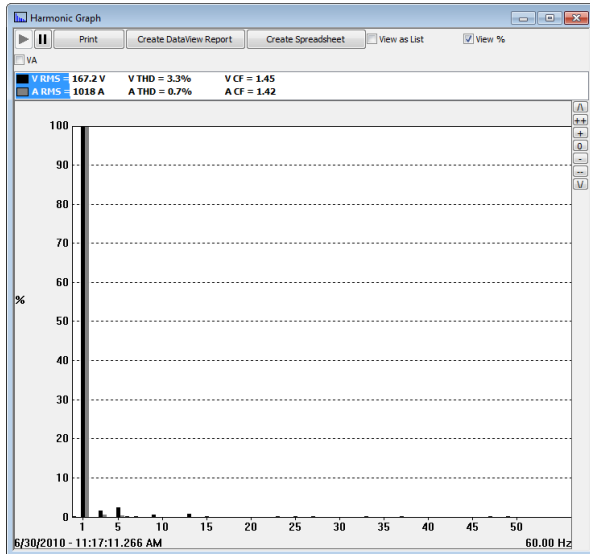 Harmonic Graph
Print Create DataView Report Create Spreadsheet View as List View %
VA
V RMS = 167.2 V V THD = 3.3% V CF = 1.45
A RMS = 1018 A A THD = 0.7% A CF = 1.42
/\
++
+
0
-
--
\/
100
90
80
70
60
%
50
40
30
20
10
0
1 5 10 15 20 25 30 35 40 45 50
6/30/2010 - 11:17:11.266 AM 60.00 Hz